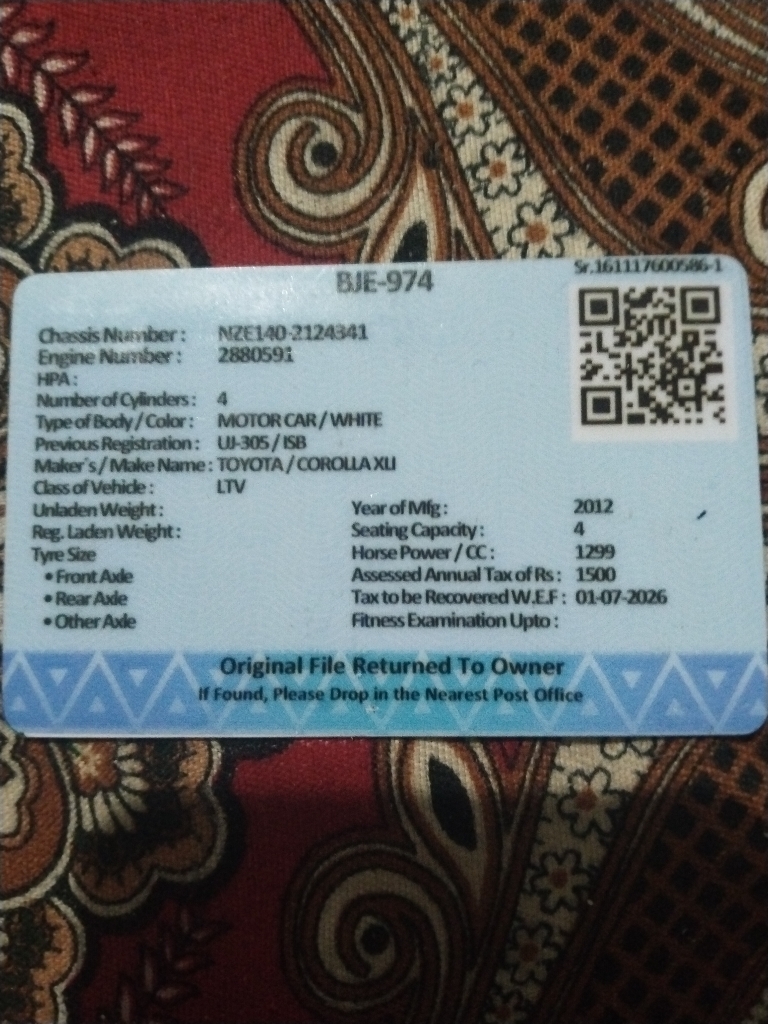 Sr.161117600586-1
BJE-974
Chassis Number : NZE140-2124341
Engine Number : 2880591
HPA :
Number of Cylinders : 4
Type of Body / Color : MOTOR CAR / WHITE
Previous Registration : UJ-305 / ISB
Maker's / Make Name : TOYOTA / COROLLA XLI
Class of Vehicle : LTV
Unladen Weight : Year of Mfg : 2012
Reg. Laden Weight : Seating Capacity : 4
Tyre Size Horse Power / CC : 1299
• Front Axle Assessed Annual Tax of Rs : 1500
• Rear Axle Tax to be Recovered W.E.F : 01-07-2026
• Other Axle Fitness Examination Upto :
Original File Returned To Owner
If Found, Please Drop in the Nearest Post Office